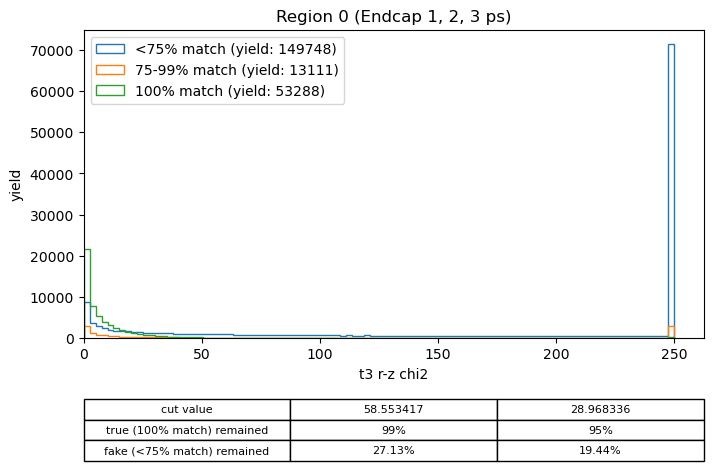 Region 0 (Endcap 1, 2, 3 ps)
<75% match (yield: 149748)
75-99% match (yield: 13111)
100% match (yield: 53288)
yield
70000
60000
50000
40000
30000
20000
10000
0
0 50 100 150 200 250
t3 r-z chi2
cut value 58.553417 28.968336
true (100% match) remained 99% 95%
fake (<75% match) remained 27.13% 19.44%